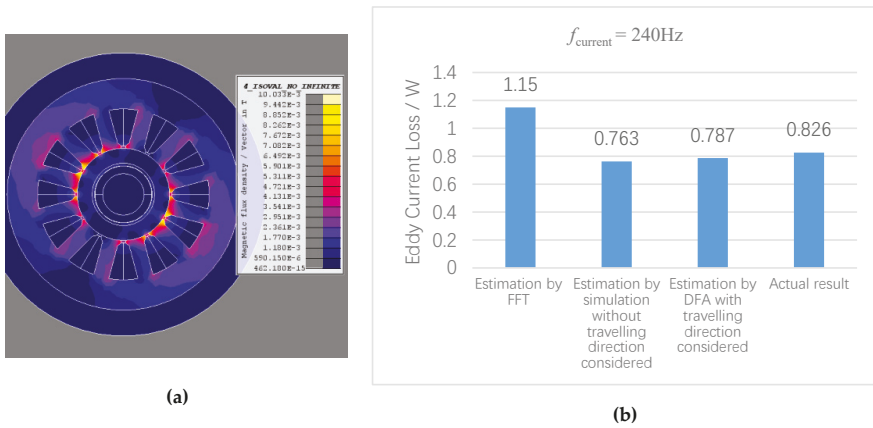 4_ISOVAL_NO_INFINITE
Magnetic flux density / Vector in T
10.033E-3
9.442E-3
8.852E-3
8.262E-3
7.672E-3
7.082E-3
6.492E-3
5.901E-3
5.311E-3
4.721E-3
4.131E-3
3.541E-3
2.951E-3
2.361E-3
1.770E-3
1.180E-3
590.150E-6
462.180E-15
(a)
f current = 240Hz
Eddy Current Loss / W
1.4
1.2
1
0.8
0.6
0.4
0.2
0
1.15
0.763
0.787
0.826
Estimation by
FFT
Estimation by
simulation
without
travelling
direction
considered
Estimation by
DFA with
travelling
direction
considered
Actual result
(b)